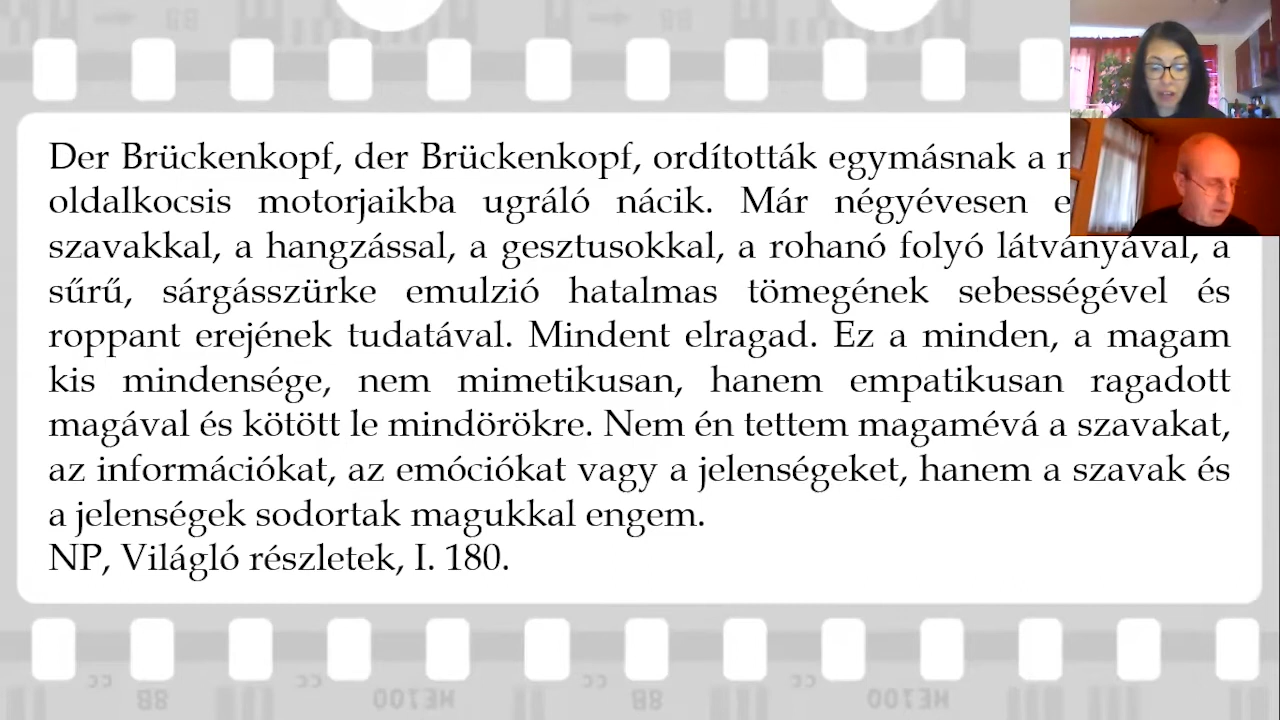 Der Brückenkopf, der Brückenkopf, ordították egymásnak a
oldalkocsis motorjaikba ugráló nácik. Már négyévesen
szavakkal, a hangzással, a gesztusokkal, a rohanó folyó látványával, a
sűrű, sárgásszürke emulzió hatalmas tömegének sebességével és
roppant erejének tudatával. Mindent elragad. Ez a minden, a magam
kis mindensége, nem mimetikusan, hanem empatikusan ragadott
magával és kötött le mindörökre. Nem én tettem magamévá a szavakat,
az információkat, az emóciókat vagy a jelenségeket, hanem a szavak és
a jelenségek sodortak magukkal engem.
NP, Világló részletek, I. 180.